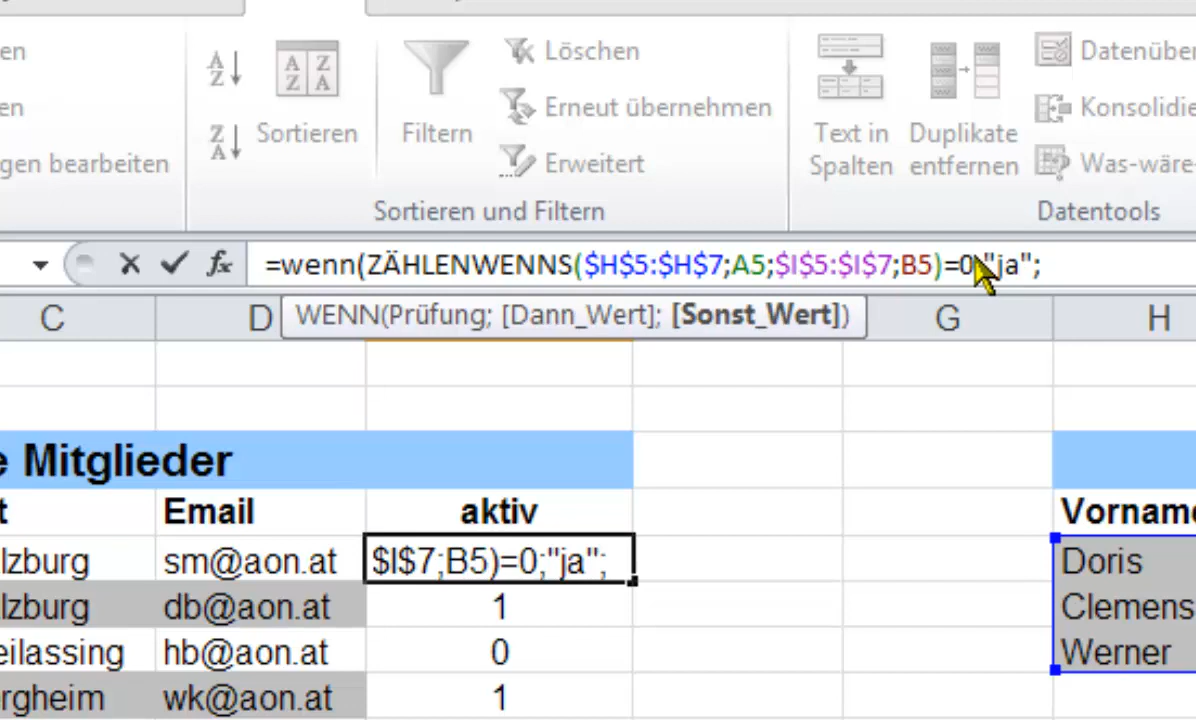 en
Löschen
Datenüber
en
Sortieren
Filtern
Erneut übernehmen
Text in Spalten
Duplikate entfernen
Konsolidie
gen bearbeiten
Erweitert
Was-wäre-
Sortieren und Filtern
Datentools
=wenn(ZÄHLENWENNS($H$5:$H$7;A5;$I$5:$I$7;B5)=0;"ja";
WENN(Prüfung; [Dann_Wert]; [Sonst_Wert])
C D G H
e Mitglieder
t Email aktiv Vorname
lzburg sm@aon.at $I$7;B5)=0;"ja"; Doris
lzburg db@aon.at 1 Clemens
eilassing hb@aon.at 0 Werner
ergheim wk@aon.at 1